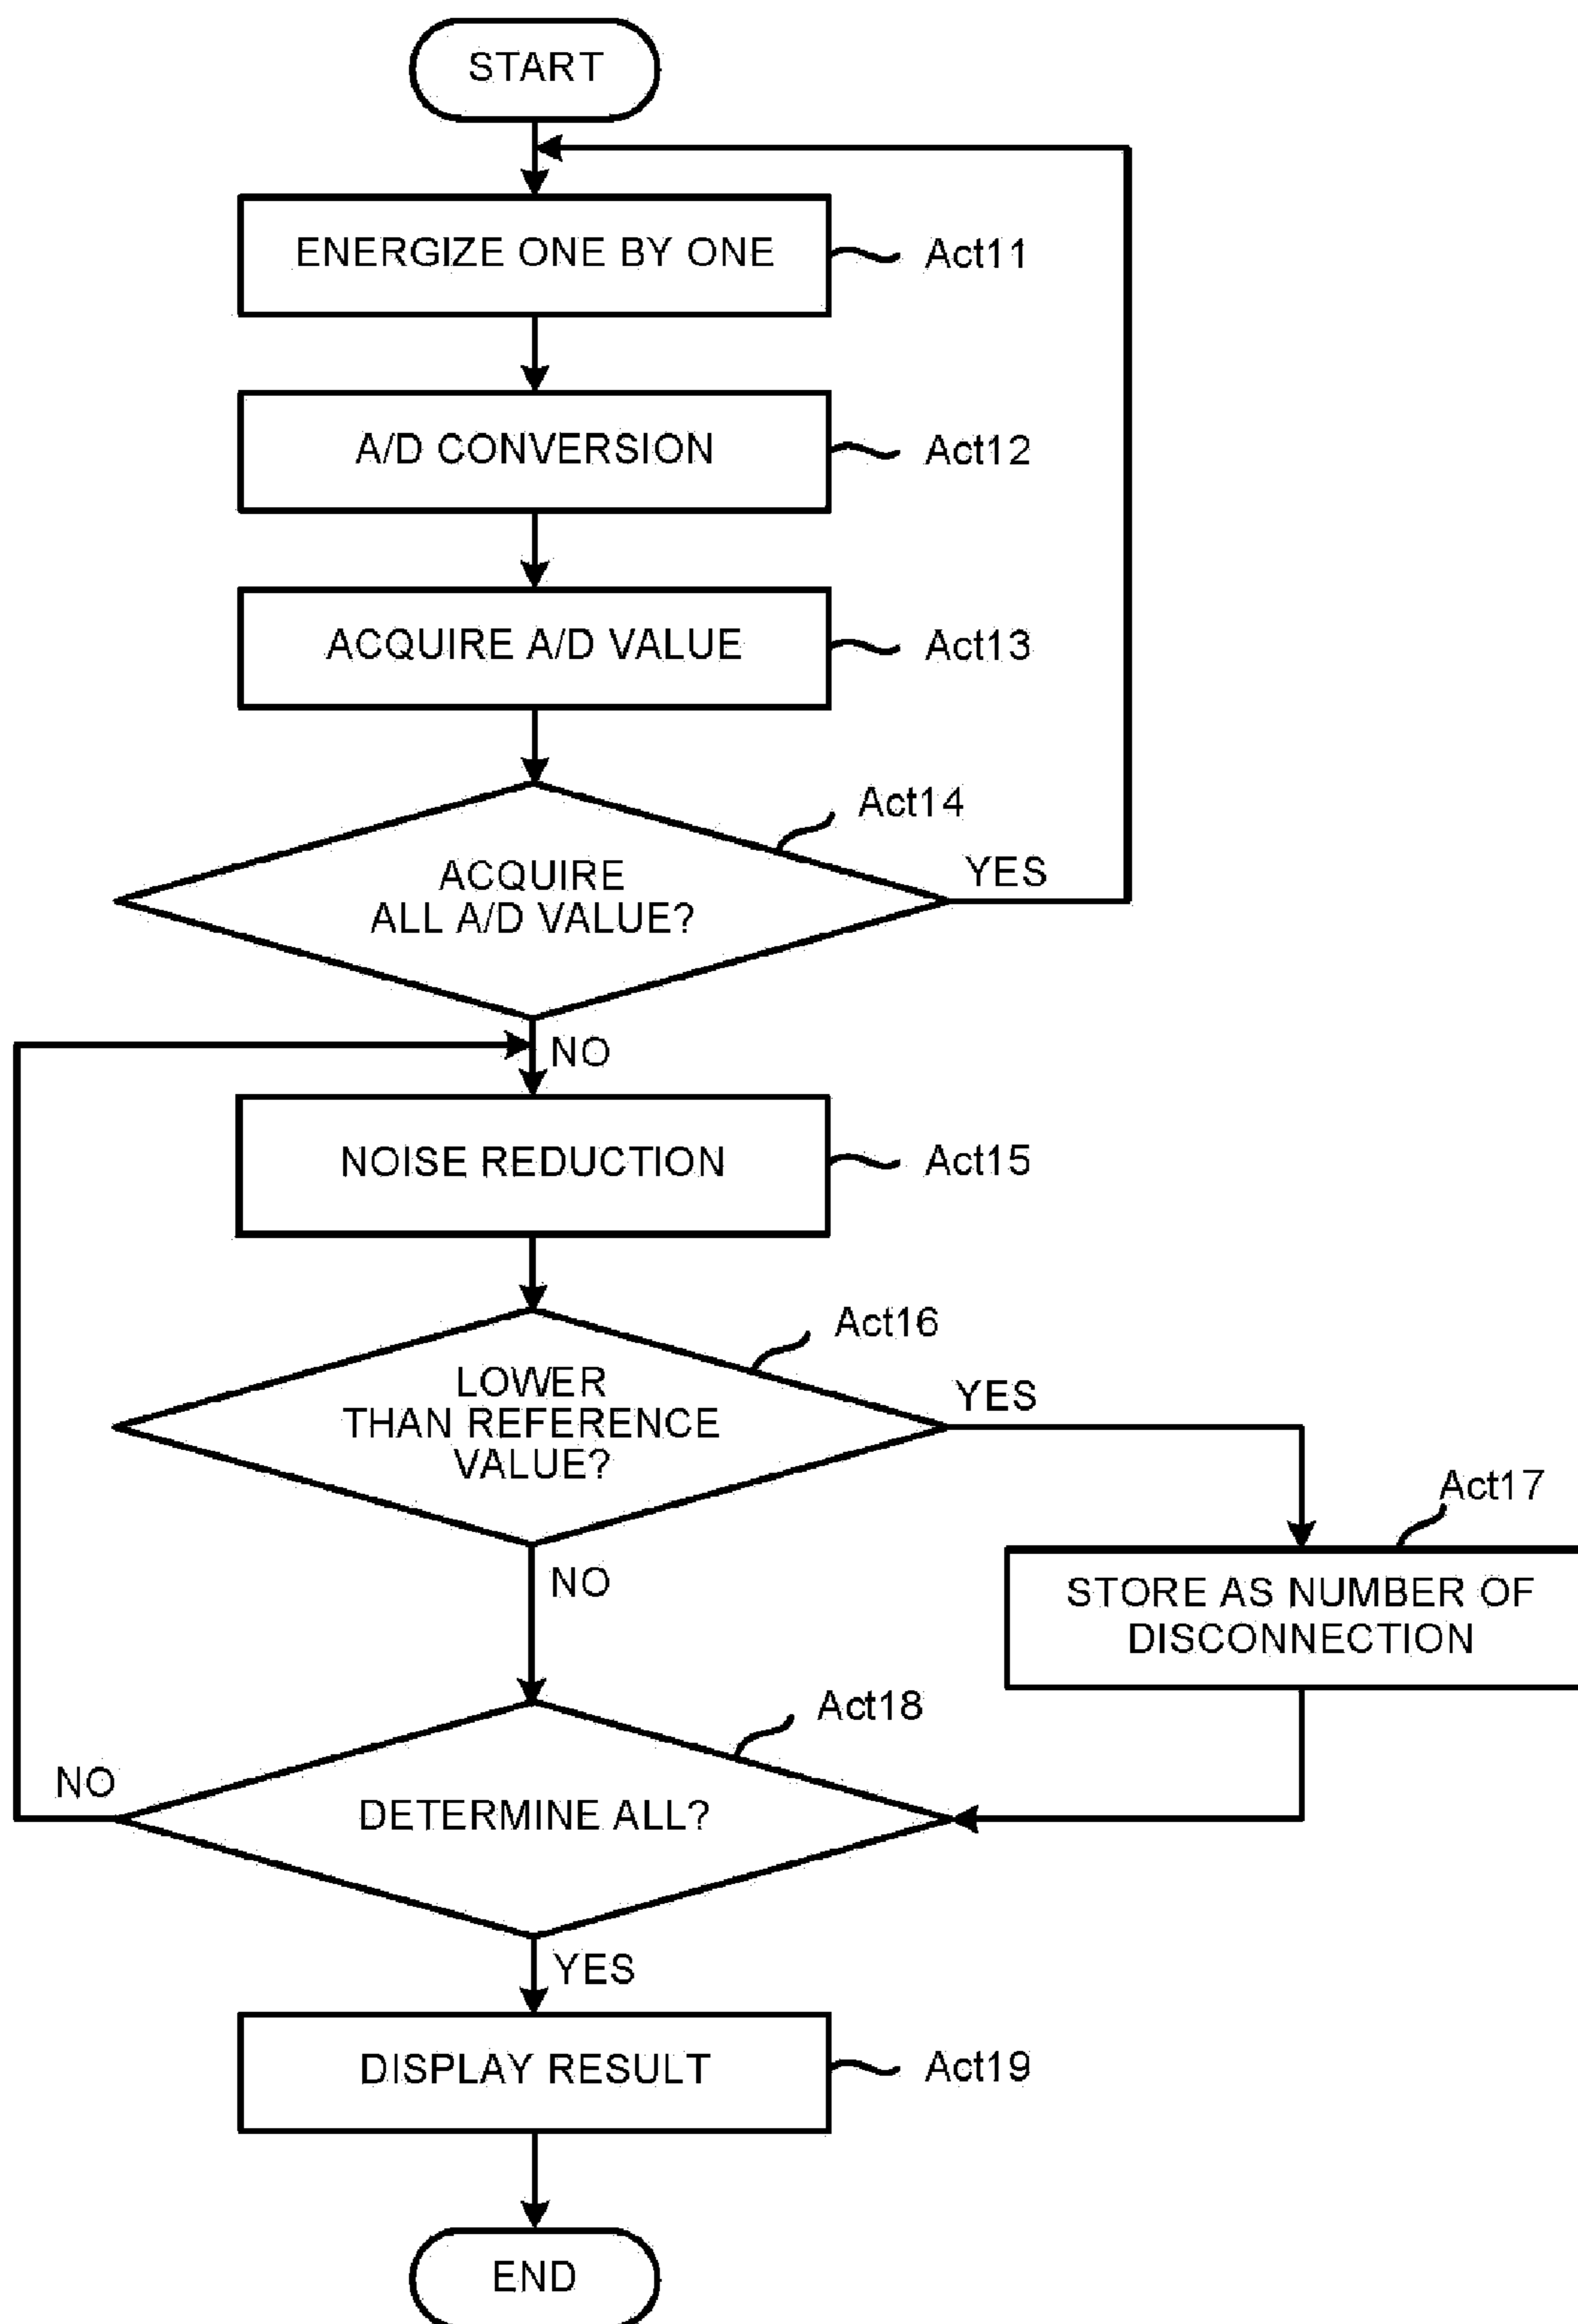 START
ENERGIZE ONE BY ONE
Act11
A/D CONVERSION
Act12
ACQUIRE A/D VALUE
Act13
Act14
ACQUIRE
ALL A/D VALUE?
YES
NO
NOISE REDUCTION
Act15
Act16
LOWER
THAN REFERENCE
VALUE?
YES
NO
Act17
STORE AS NUMBER OF
DISCONNECTION
Act18
DETERMINE ALL?
NO
YES
DISPLAY RESULT
Act19
END